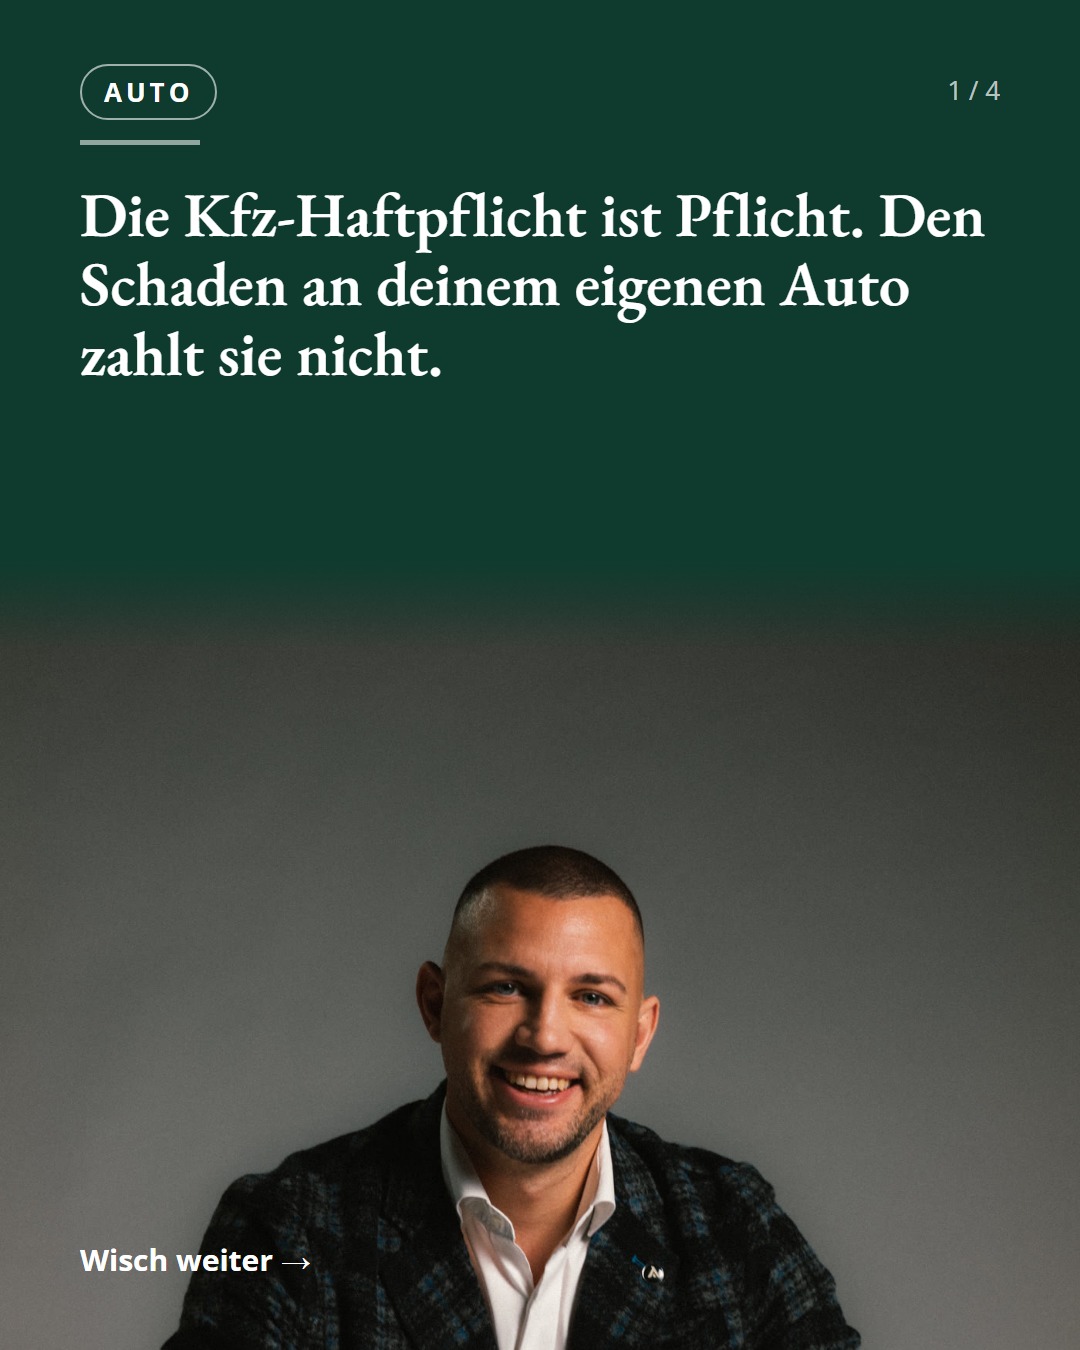 AUTO
1 / 4
Die Kfz-Haftpflicht ist Pflicht. Den
Schaden an deinem eigenen Auto
zahlt sie nicht.
Wisch weiter →